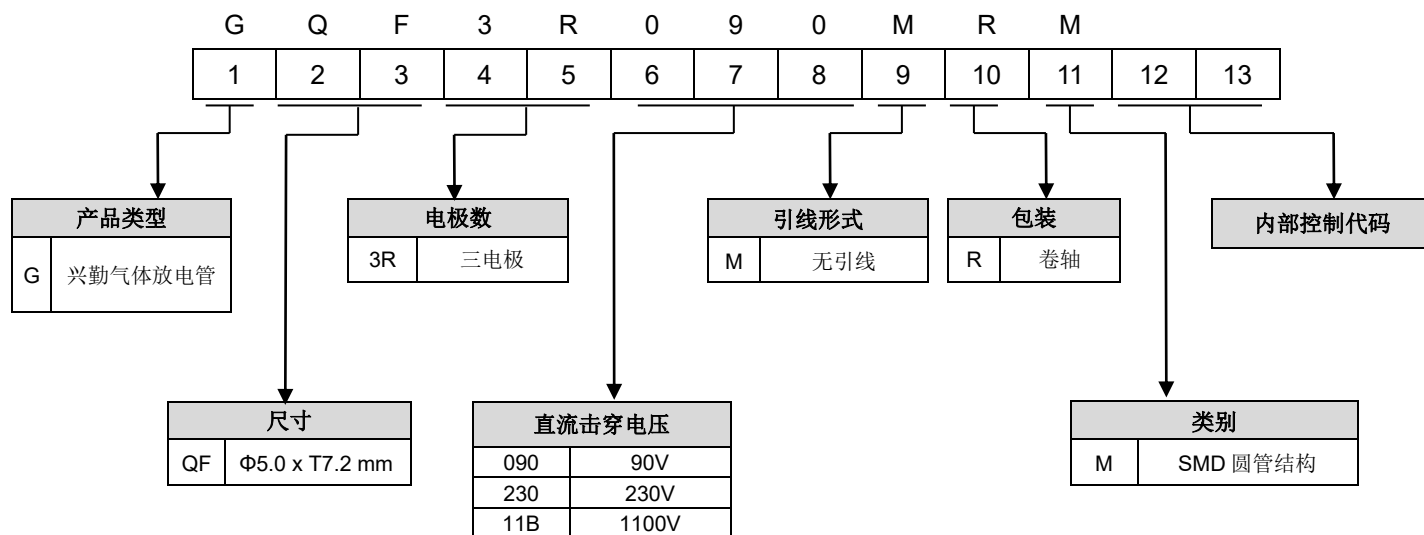 G Q F 3 R 0 9 0 M R M
1 2 3 4 5 6 7 8 9 10 11 12 13
产品类型
G 兴勤气体放电管
电极数
3R 三电极
引线形式
M 无引线
包装
R 卷轴
内部控制代码
尺寸
QF Φ5.0 x T7.2 mm
直流击穿电压
090 90V
230 230V
11B 1100V
类别
M SMD 圆管结构